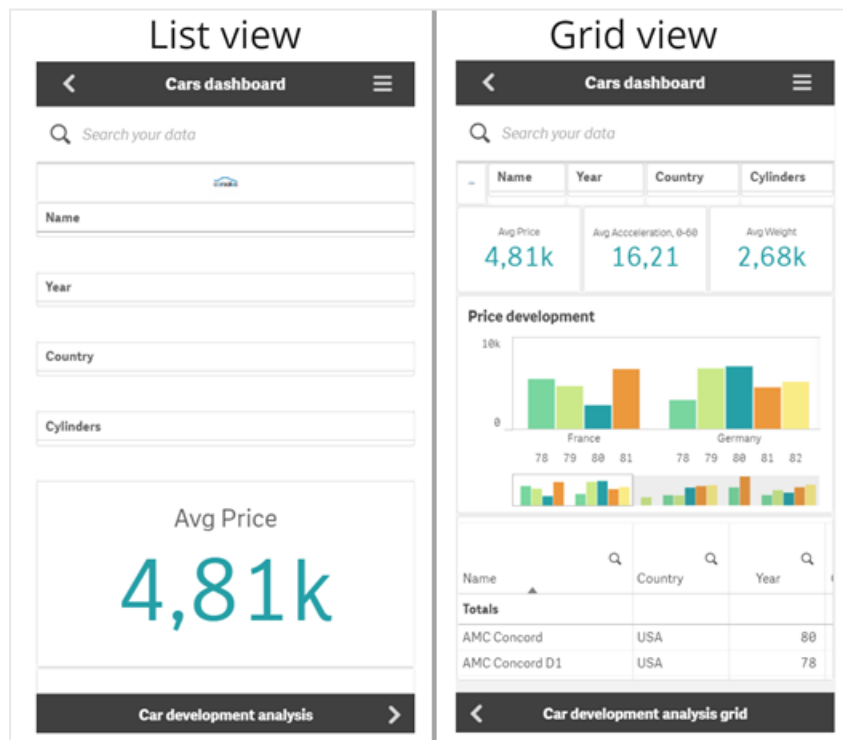 List view
Cars dashboard
Search your data
Name
Year
Country
Cylinders
Avg Price
4,81k
Car development analysis
Grid view
Cars dashboard
Search your data
Name Year Country Cylinders
Avg Price Avg Accceleration, 0-60 Avg Weight
4,81k 16,21 2,68k
Price development
10k
0
France Germany
78 79 80 81 78 79 80 81 82
Name Country Year
Totals
AMC Concord USA 80
AMC Concord D1 USA 78
Car development analysis grid